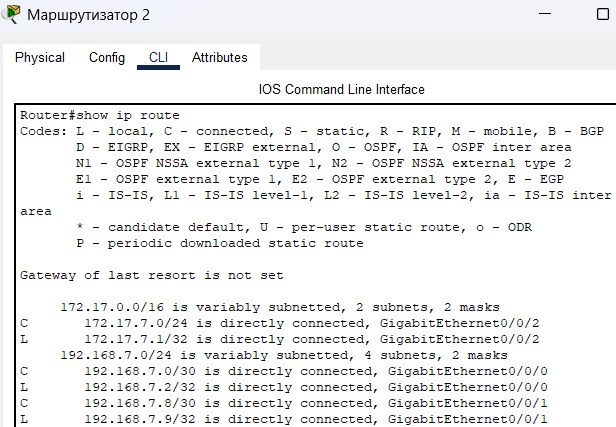 Маршрутизатор 2
Physical Config CLI Attributes
IOS Command Line Interface
Router#show ip route
Codes: L - local, C - connected, S - static, R - RIP, M - mobile, B - BGP
D - EIGRP, EX - EIGRP external, O - OSPF, IA - OSPF inter area
N1 - OSPF NSSA external type 1, N2 - OSPF NSSA external type 2
E1 - OSPF external type 1, E2 - OSPF external type 2, E - EGP
i - IS-IS, L1 - IS-IS level-1, L2 - IS-IS level-2, ia - IS-IS inter
area
* - candidate default, U - per-user static route, o - ODR
P - periodic downloaded static route
Gateway of last resort is not set
172.17.0.0/16 is variably subnetted, 2 subnets, 2 masks
C 172.17.7.0/24 is directly connected, GigabitEthernet0/0/2
L 172.17.7.1/32 is directly connected, GigabitEthernet0/0/2
192.168.7.0/24 is variably subnetted, 4 subnets, 2 masks
C 192.168.7.0/30 is directly connected, GigabitEthernet0/0/0
L 192.168.7.2/32 is directly connected, GigabitEthernet0/0/0
C 192.168.7.8/30 is directly connected, GigabitEthernet0/0/1
L 192.168.7.9/32 is directly connected, GigabitEthernet0/0/1